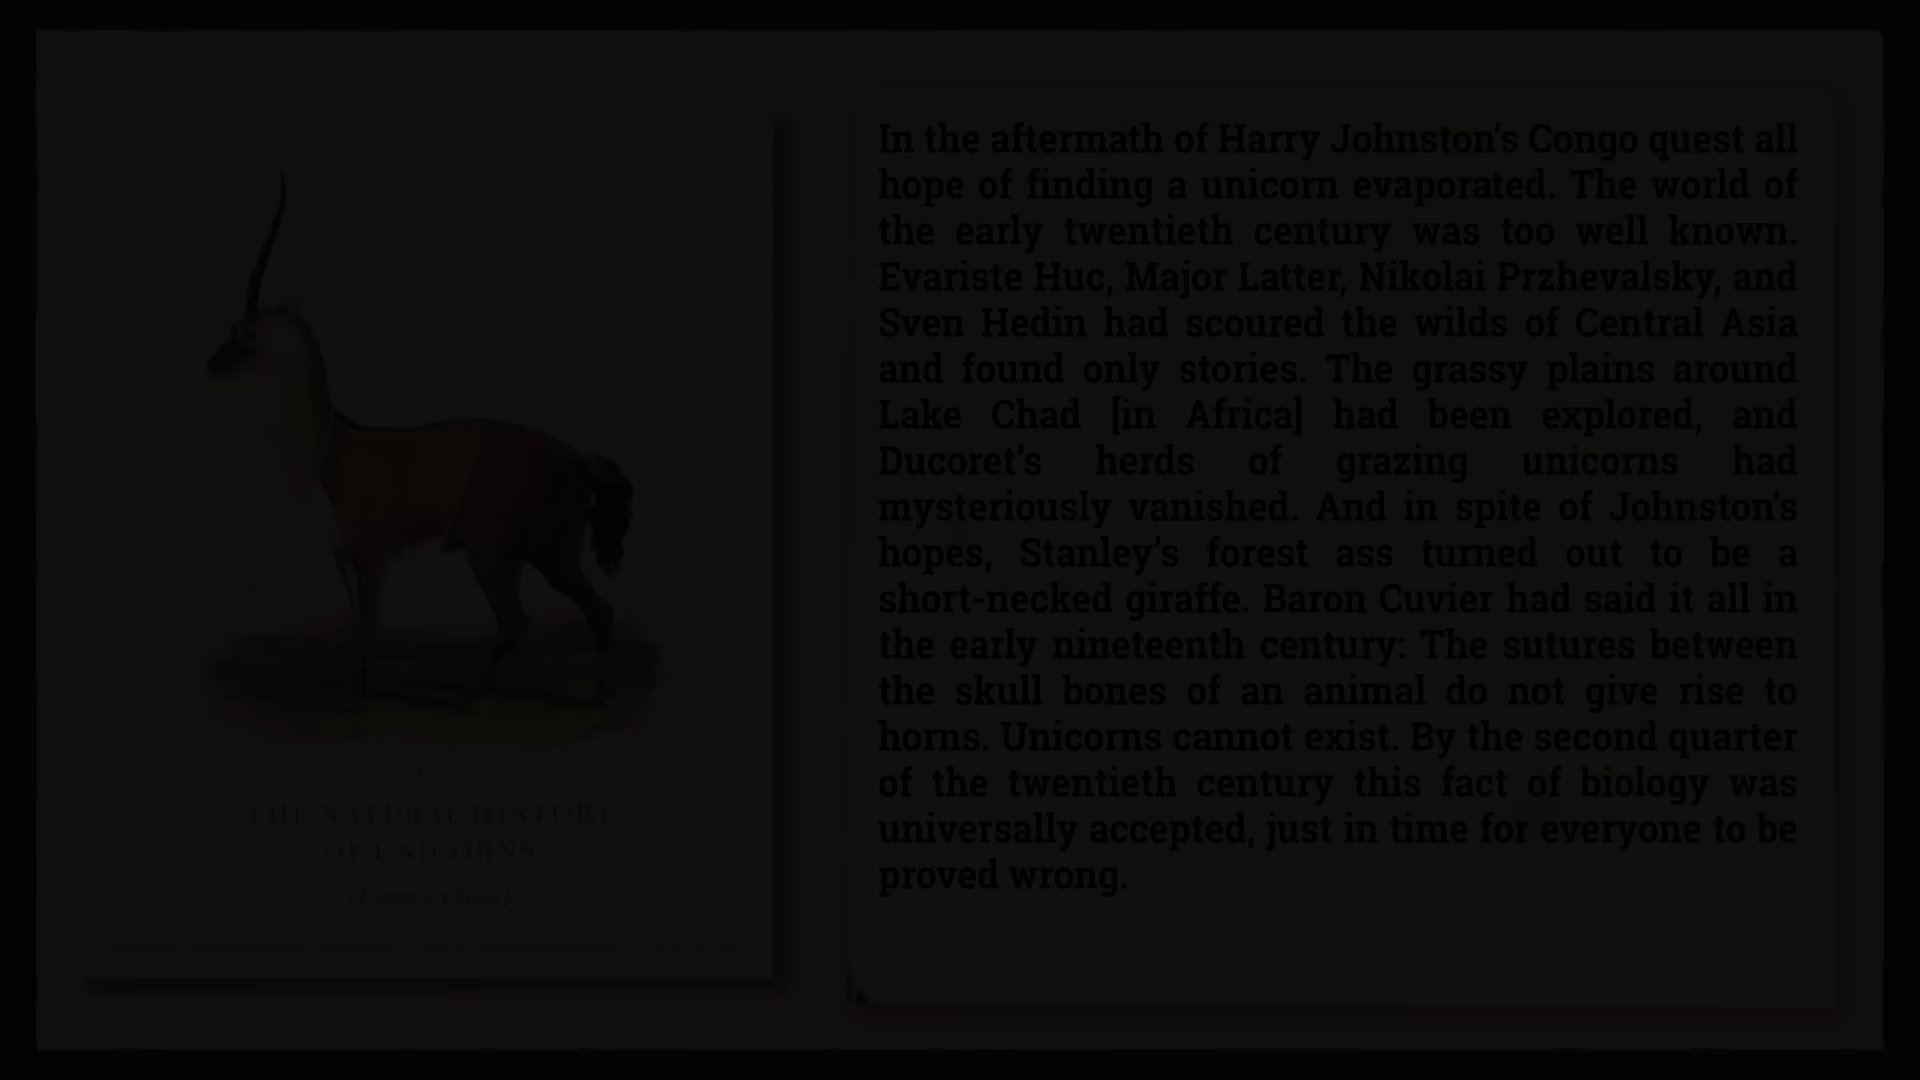 THE NATURAL HISTORY
OF UNICORNS
In the aftermath of Harry Johnston's Congo quest all
hope of finding a unicorn evaporated. The world of
the early twentieth century was too well known.
Evariste Huc, Major Latter, Nikolai Przhevalsky, and
Sven Hedin had scoured the wilds of Central Asia
and found only stories. The grassy plains around
Lake Chad [in Africa] had been explored, and
Ducoret's herds of grazing unicorns had
mysteriously vanished. And in spite of Johnston's
hopes, Stanley's forest ass turned out to be a
short-necked giraffe. Baron Cuvier had said it all in
the early nineteenth century: The sutures between
the skull bones of an animal do not give rise to
horns. Unicorns cannot exist. By the second quarter
of the twentieth century this fact of biology was
universally accepted, just in time for everyone to be
proved wrong.